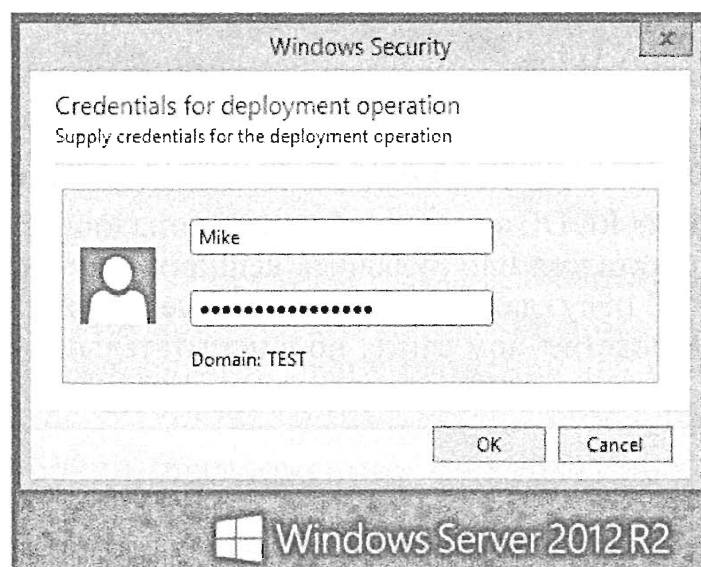 Windows Security
Credentials for deployment operation
Supply credentials for the deployment operation
Mike
••••••••••••••••
Domain: TEST
OK
Cancel
Windows Server 2012 R2